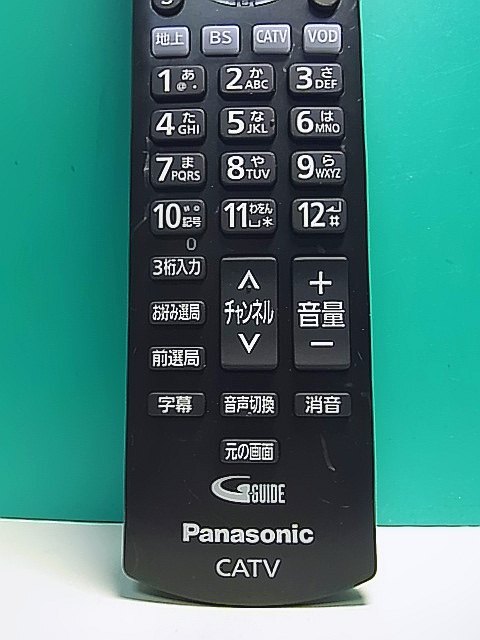 地上 BS CATV VOD
1 あ @. 2 か ABC 3 さ DEF
4 た GHI 5 な JKL 6 は MNO
7 ま PQRS 8 や TUV 9 ら WXYZ
10 ゛゜ 記号 11 わをん ␣ * 12 ↲ #
0
3桁入力 ∧ +
お好み選局 チャンネル 音量
前選局 ∨ −
字幕 音声切換 消音
元の画面
G-GUIDE
Panasonic
CATV